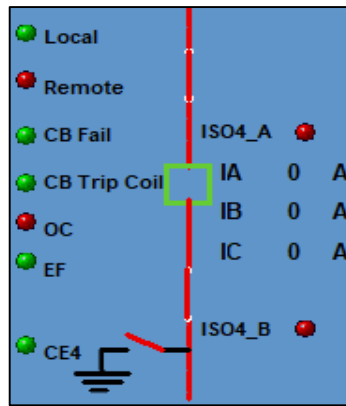 Local
Remote
CB Fail
ISO4_A
CB Trip Coil
IA 0 A
IB 0 A
OC
IC 0 A
EF
ISO4_B
CE4